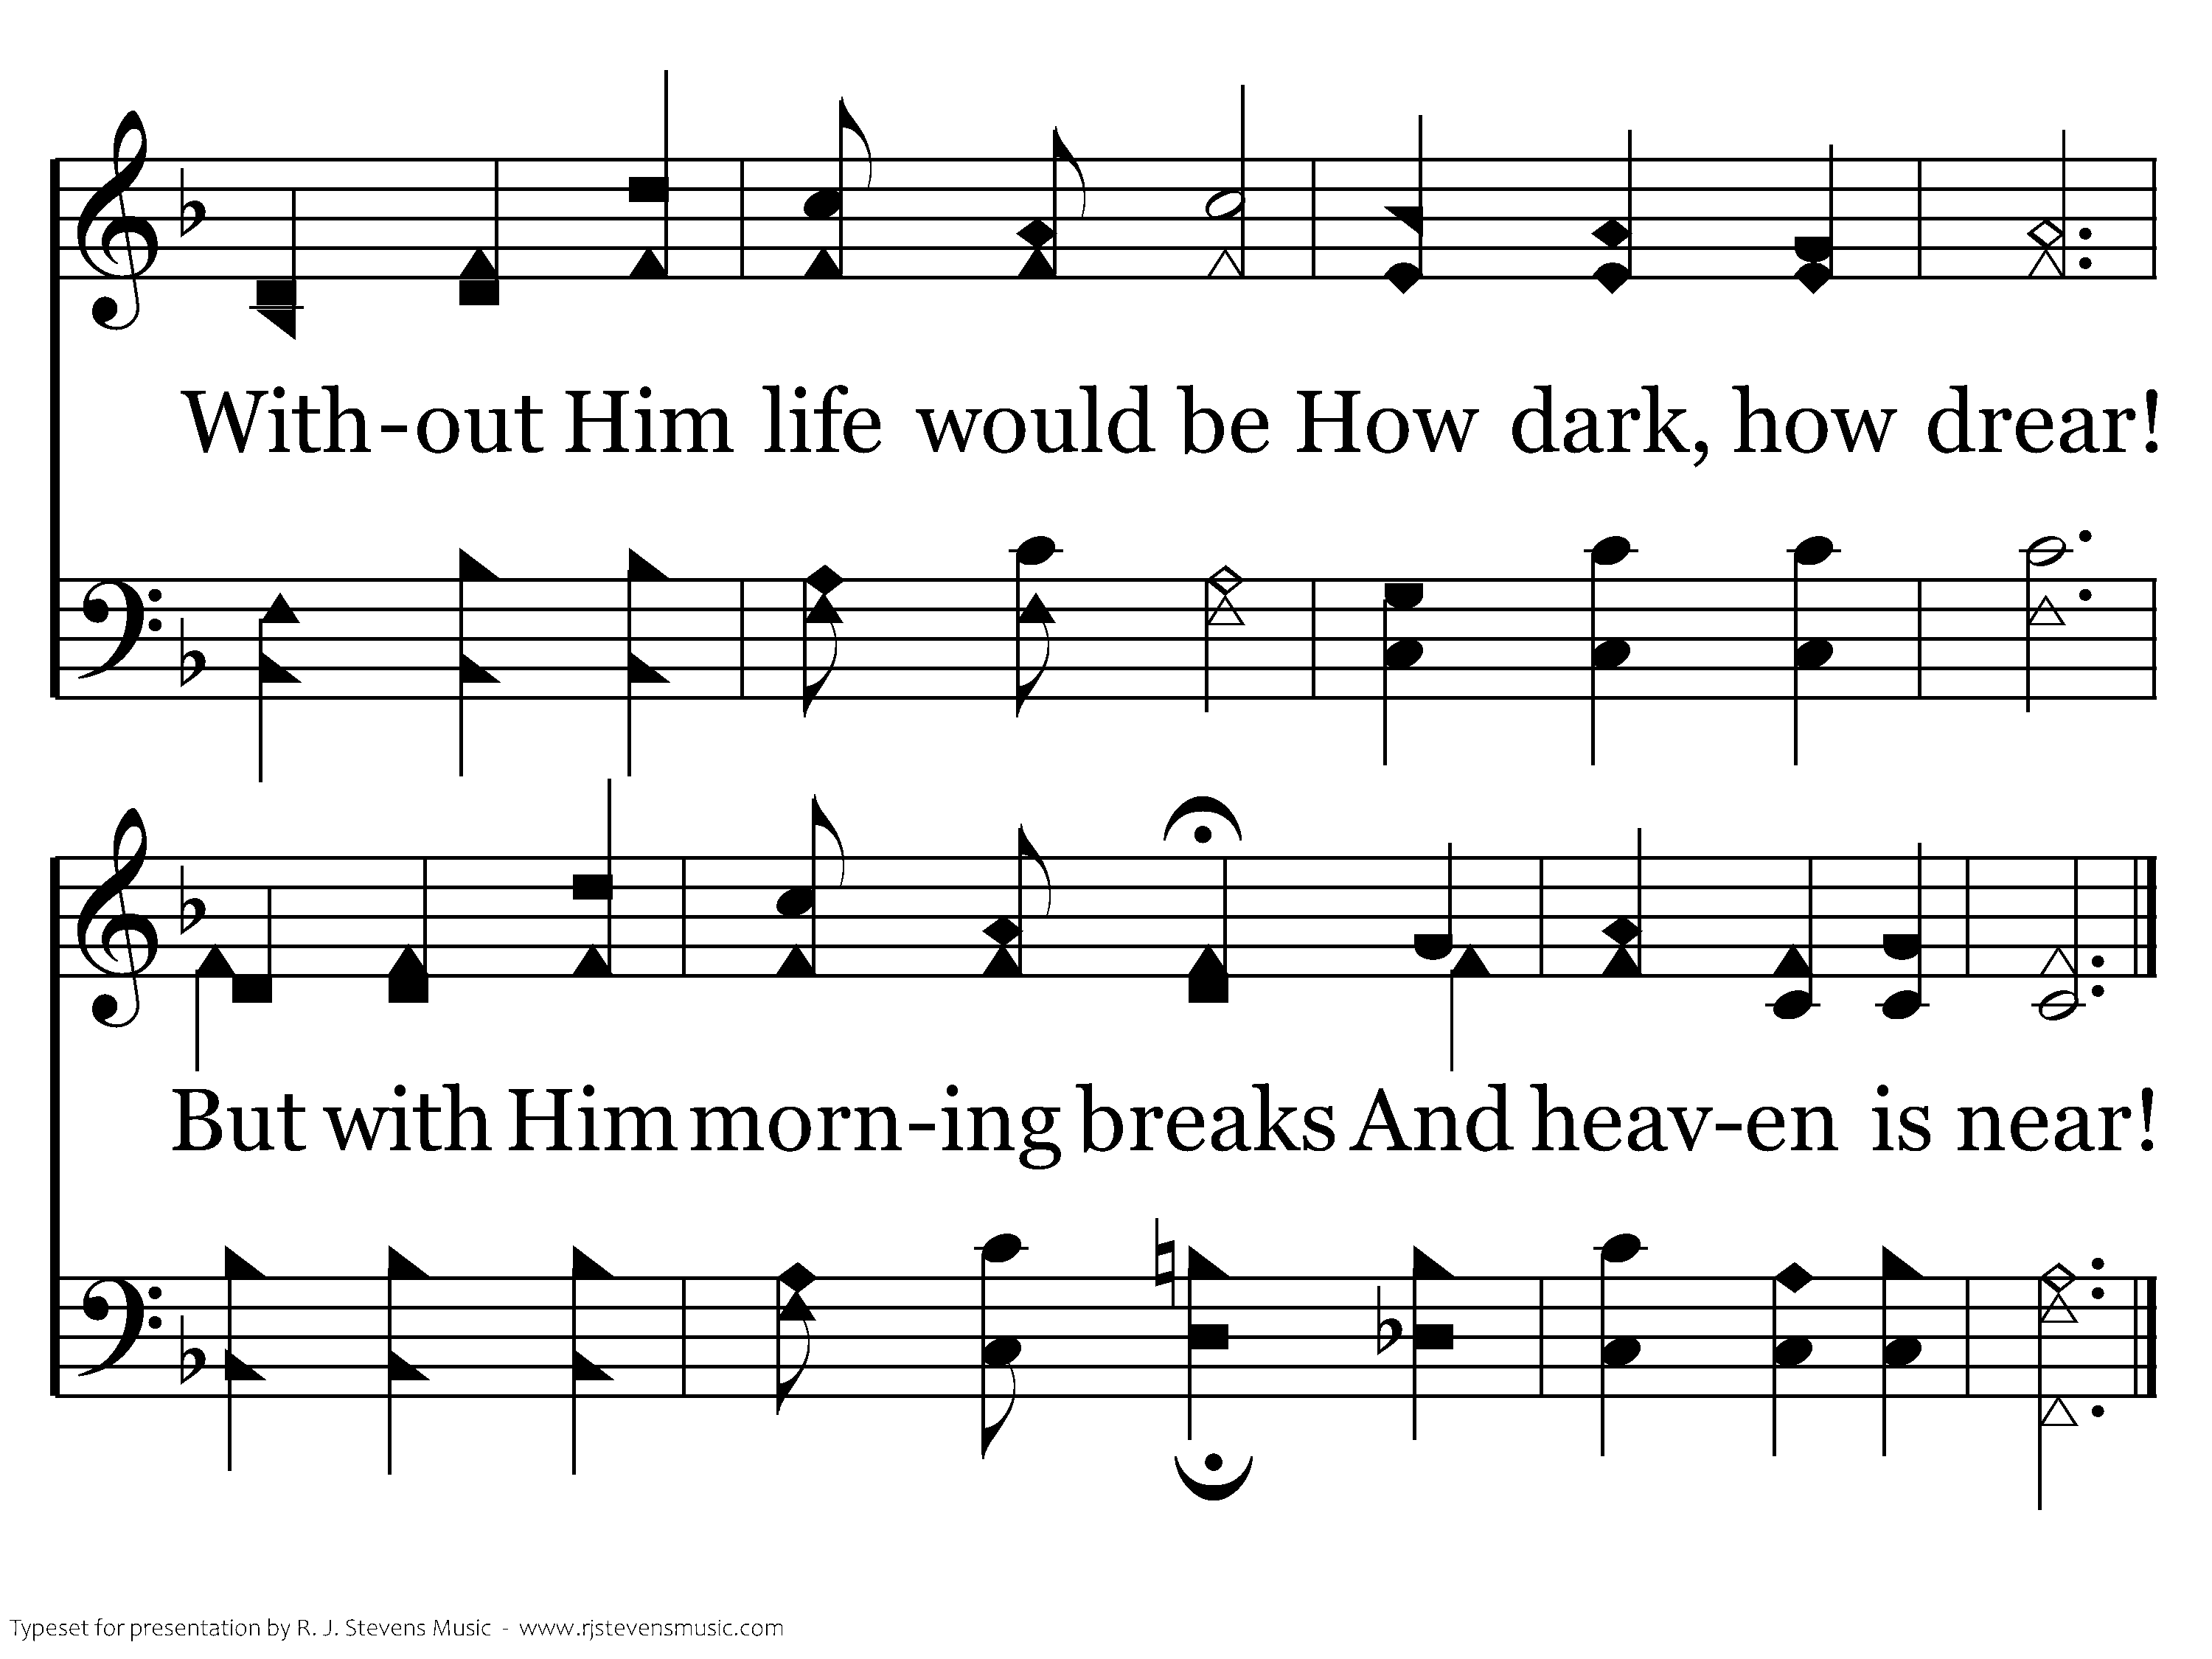 With-out Him life would be How dark, how drear!
But with Him morn-ing breaks And heav-en is near!
Typeset for presentation by R. J. Stevens Music - www.rjstevensmusic.com